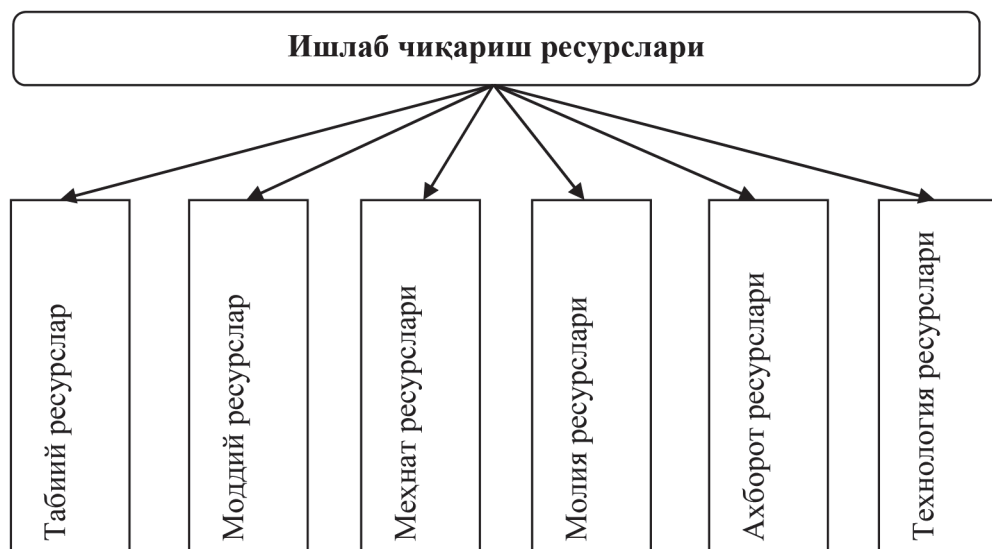 Ишлаб чиқариш ресурслари
Табиий ресурслар
Моддий ресурслар
Меҳнат ресурслари
Молия ресурслари
Ахборот ресурслари
Технология ресурслари